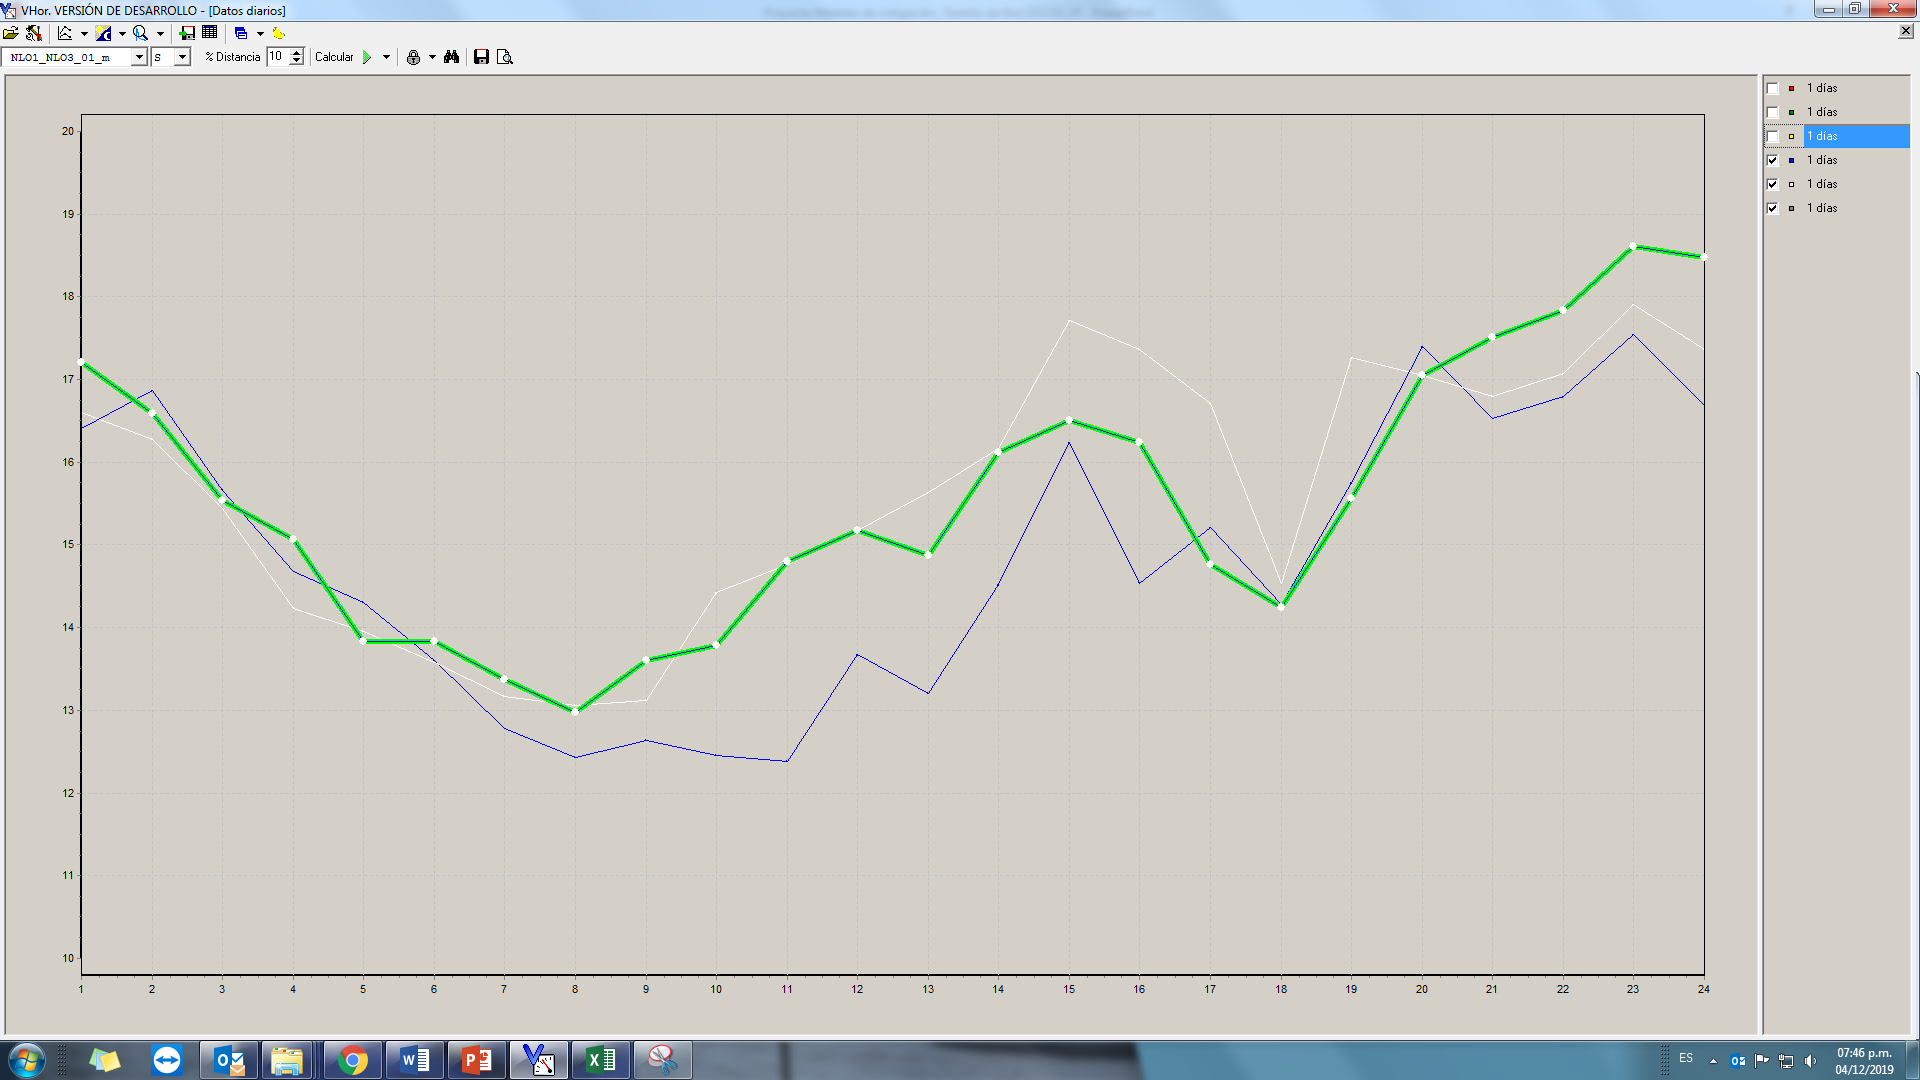 VHor. VERSIÓN DE DESARROLLO - [Datos diarios]
NLO1_NLO3_01_m S % Distancia 10 Calcular
1 días
1 días
1 días
1 días
1 días
1 días
20
19
18
17
16
15
14
13
12
11
10
1 2 3 4 5 6 7 8 9 10 11 12 13 14 15 16 17 18 19 20 21 22 23 24
ES
07:46 p.m.
04/12/2019